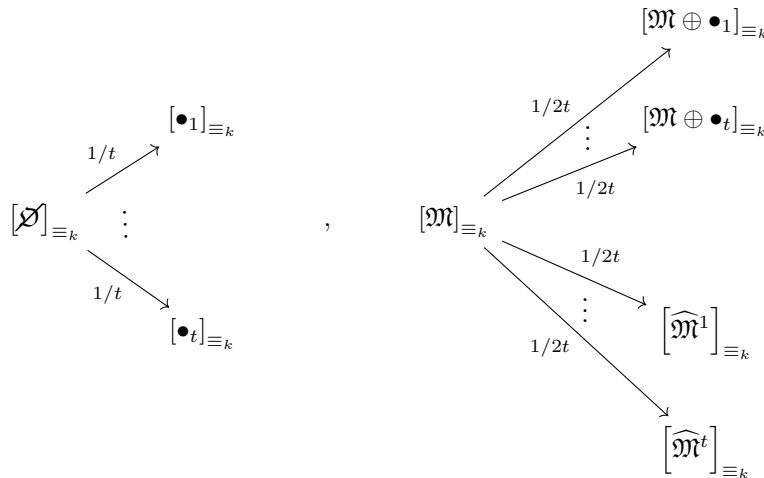 [𝔐 ⊕ •₁]_≡ₖ
1/2t
[•₁]_≡ₖ
⋮
[𝔐 ⊕ •ₜ]_≡ₖ
1/t
1/2t
[∅]_≡ₖ
⋮
,
[𝔐]_≡ₖ
1/t
1/2t
⋮
[•ₜ]_≡ₖ
1/2t
[𝔐̂¹]_≡ₖ
[𝔐̂ᵗ]_≡ₖ